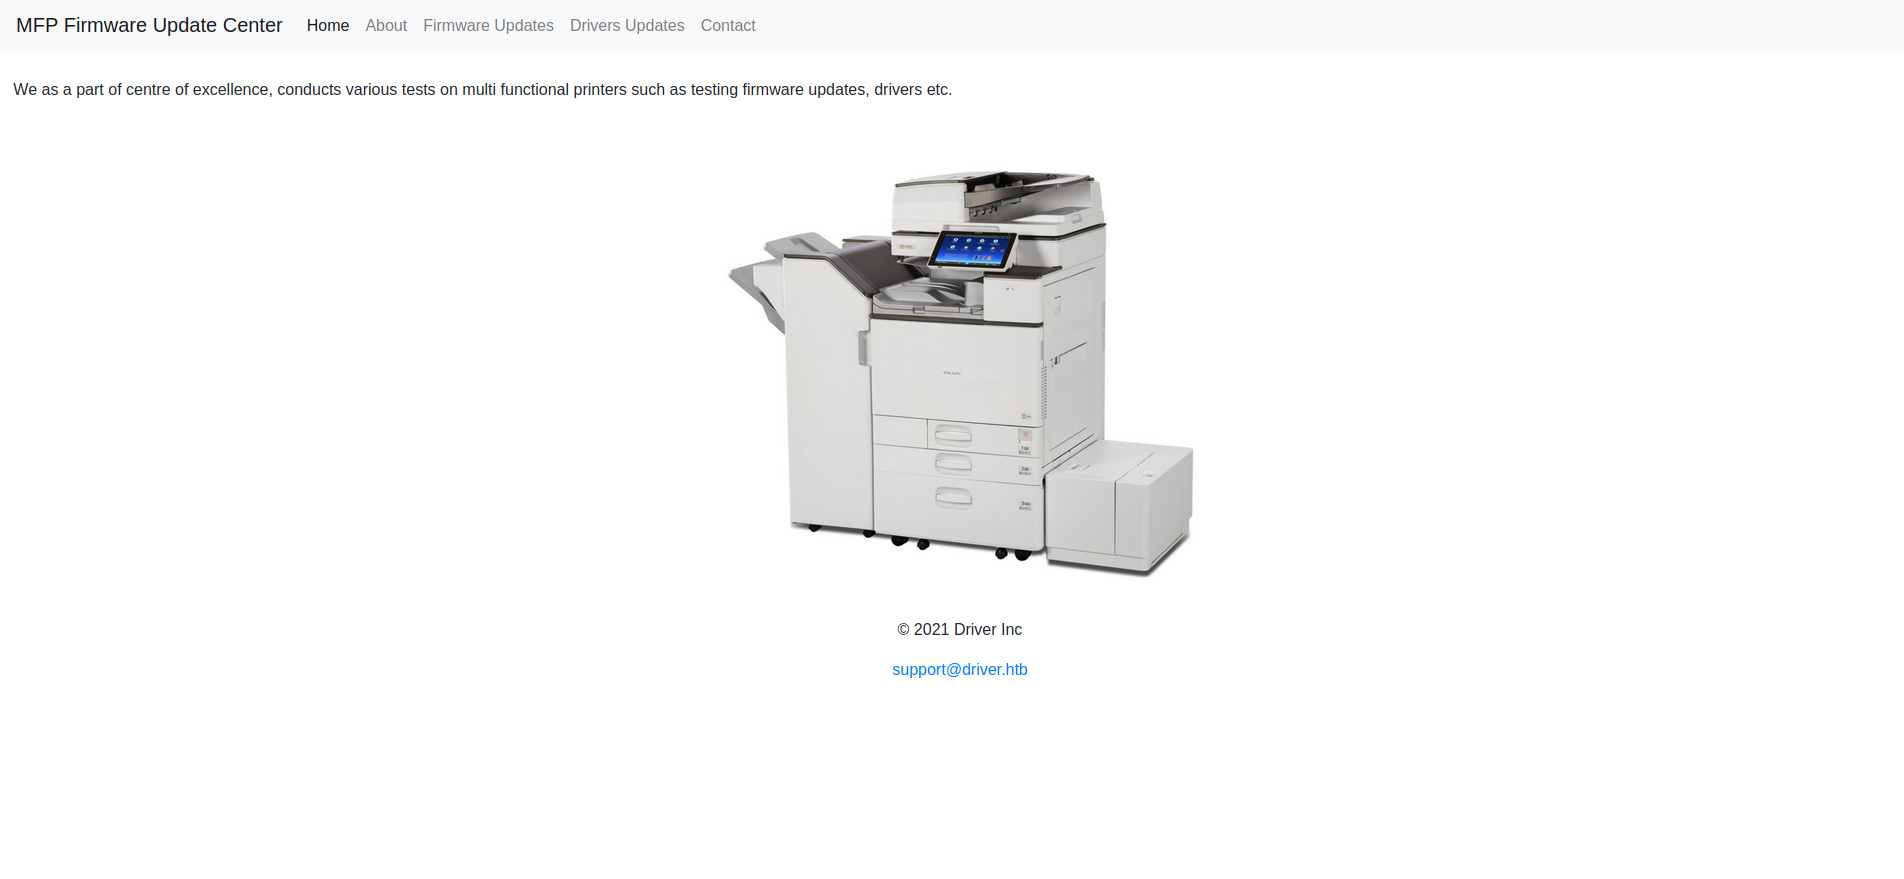 MFP Firmware Update Center Home About Firmware Updates Drivers Updates Contact
We as a part of centre of excellence, conducts various tests on multi functional printers such as testing firmware updates, drivers etc.
© 2021 Driver Inc
support@driver.htb